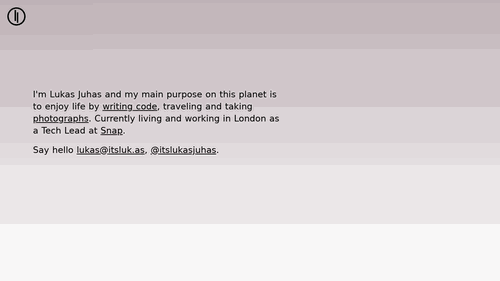 I'm Lukas Juhas and my main purpose on this planet is
to enjoy life by writing code, traveling and taking
photographs. Currently living and working in London as
a Tech Lead at Snap.
Say hello lukas@itsluk.as, @itslukasjuhas.